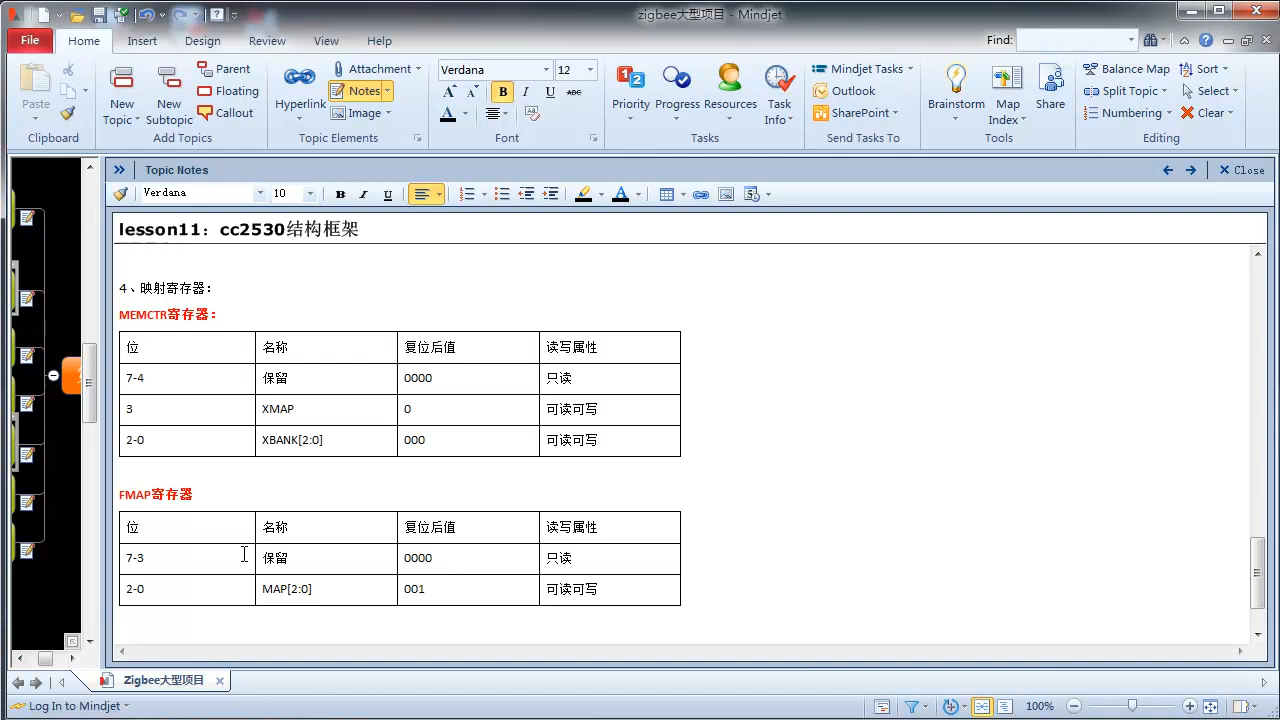 zigbee大型项目 - Mindjet
File Home Insert Design Review View Help Find:
Paste New Topic New Subtopic Parent Floating Callout Hyperlink Attachment Notes Image Verdana 12 Priority Progress Resources Task Info Mindjet Tasks Outlook SharePoint Brainstorm Map Index Share Balance Map Split Topic Numbering Sort Select Clear
Clipboard Add Topics Topic Elements Font Tasks Send Tasks To Tools Editing
Topic Notes Close
Verdana 10
lesson11：cc2530结构框架
4、映射寄存器：
MEMCTR寄存器：
位 名称 复位后值 读写属性
7-4 保留 0000 只读
3 XMAP 0 可读可写
2-0 XBANK[2:0] 000 可读可写
FMAP寄存器
位 名称 复位后值 读写属性
7-3 保留 0000 只读
2-0 MAP[2:0] 001 可读可写
Zigbee大型项目
Log In to Mindjet 100%